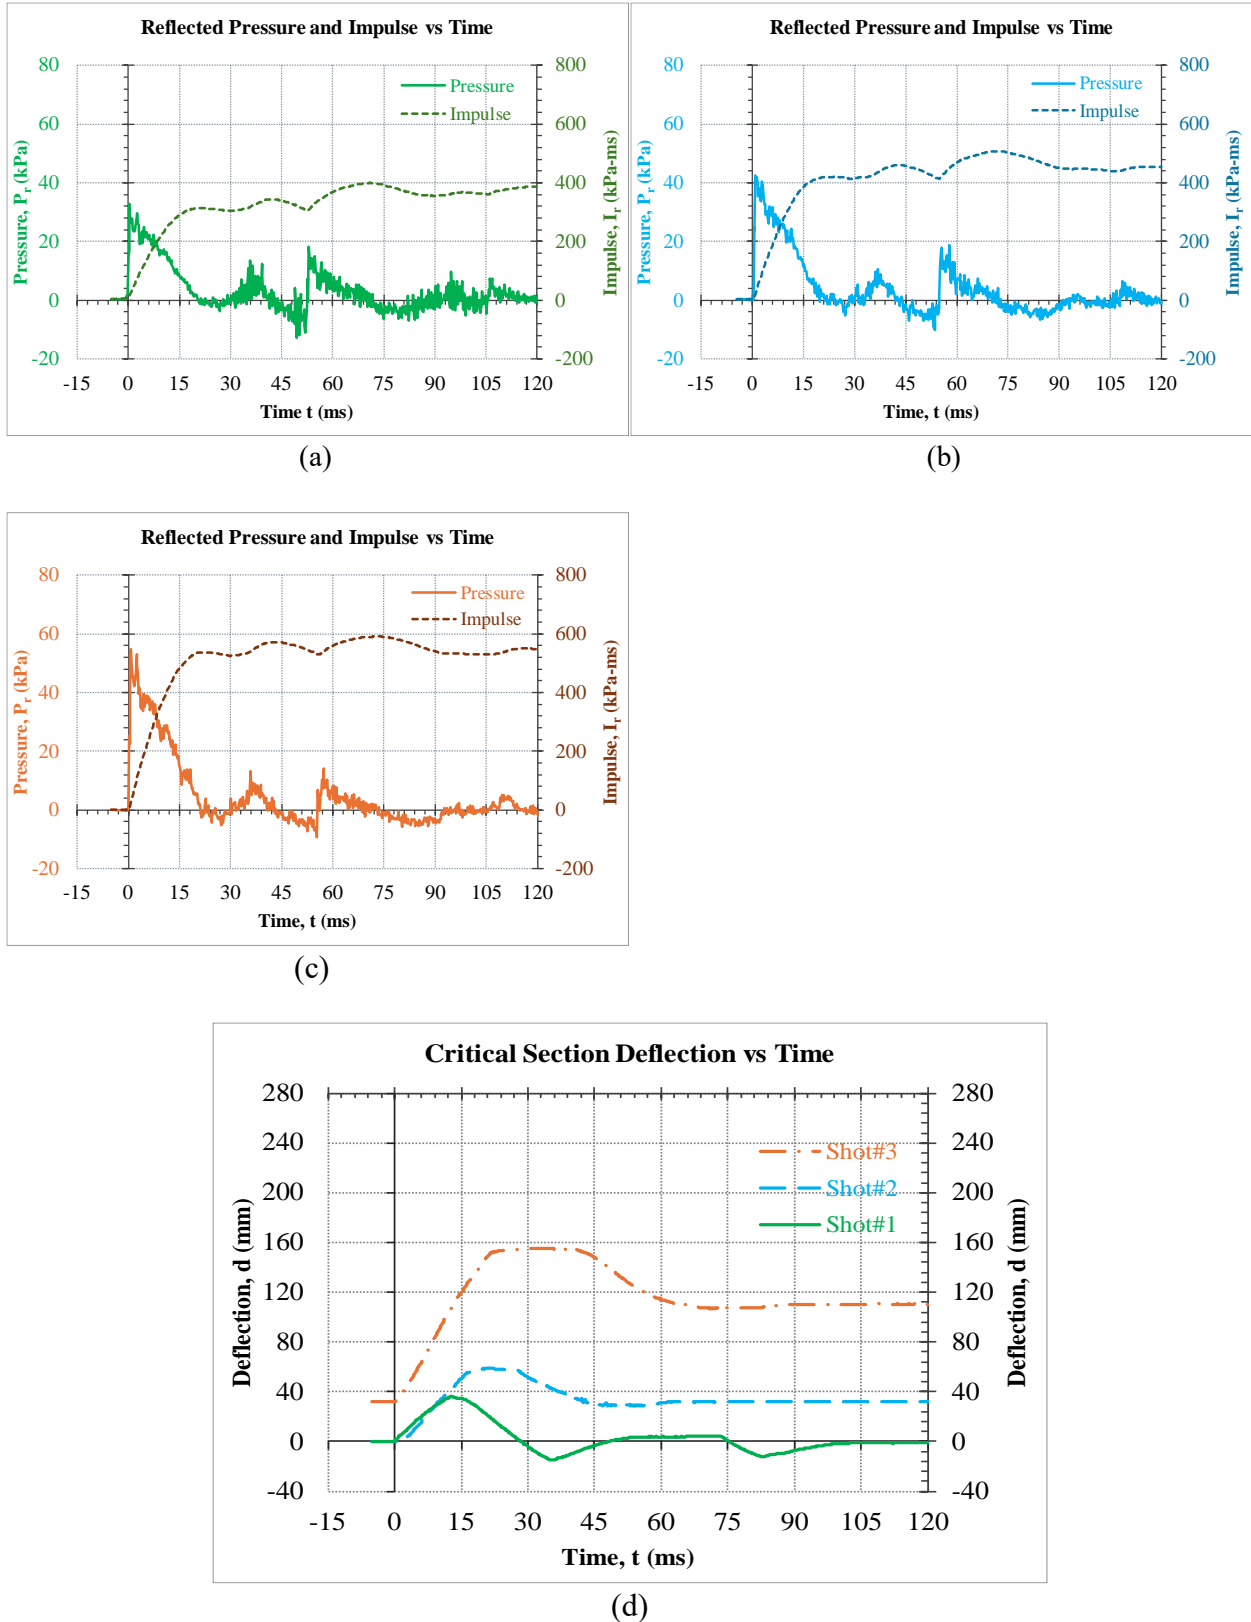 Reflected Pressure and Impulse vs Time
80
60
40
20
0
-20
800
600
400
200
0
-200
Pressure
Impulse
Pressure, Pr (kPa)
Impulse, Ir (kPa-ms)
-15 0 15 30 45 60 75 90 105 120
Time t (ms)
(a)
Reflected Pressure and Impulse vs Time
80
60
40
20
0
-20
800
600
400
200
0
-200
Pressure
Impulse
Pressure, Pr (kPa)
Impulse, Ir (kPa-ms)
-15 0 15 30 45 60 75 90 105 120
Time, t (ms)
(b)
Reflected Pressure and Impulse vs Time
80
60
40
20
0
-20
800
600
400
200
0
-200
Pressure
Impulse
Pressure, Pr (kPa)
Impulse, Ir (kPa-ms)
-15 0 15 30 45 60 75 90 105 120
Time, t (ms)
(c)
Critical Section Deflection vs Time
280
240
200
160
120
80
40
0
-40
280
240
200
160
120
80
40
0
-40
Shot#3
Shot#2
Shot#1
Deflection, d (mm)
Deflection, d (mm)
-15 0 15 30 45 60 75 90 105 120
Time, t (ms)
(d)